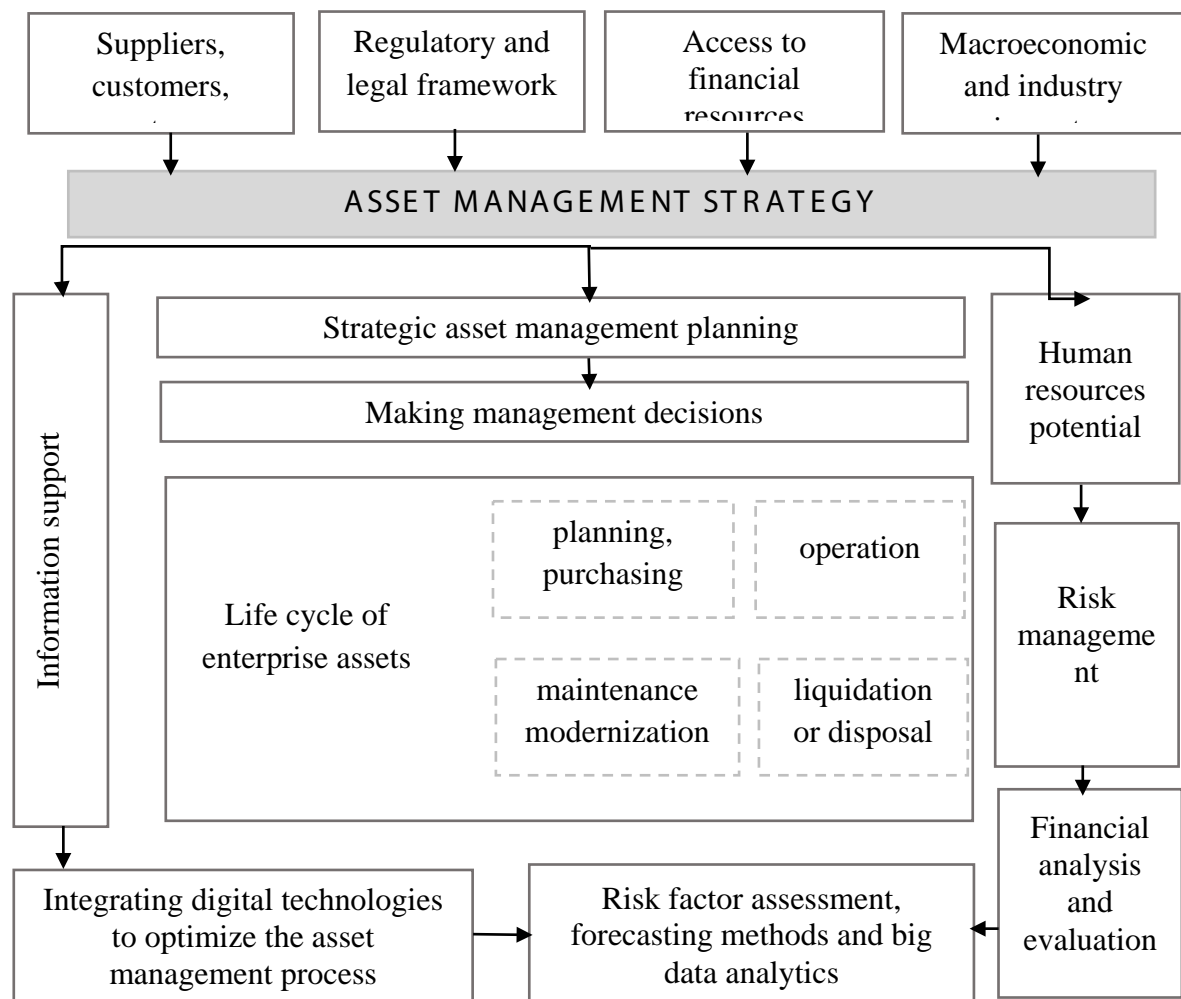 Suppliers,
customers,
Regulatory and
legal framework
Access to
financial
resources
Macroeconomic
and industry
ASSET MANAGEMENT STRATEGY
Information support
Strategic asset management planning
Making management decisions
Life cycle of
enterprise assets
planning,
purchasing
operation
maintenance
modernization
liquidation
or disposal
Human
resources
potential
Risk
manageme
nt
Financial
analysis
and
evaluation
Integrating digital technologies
to optimize the asset
management process
Risk factor assessment,
forecasting methods and big
data analytics